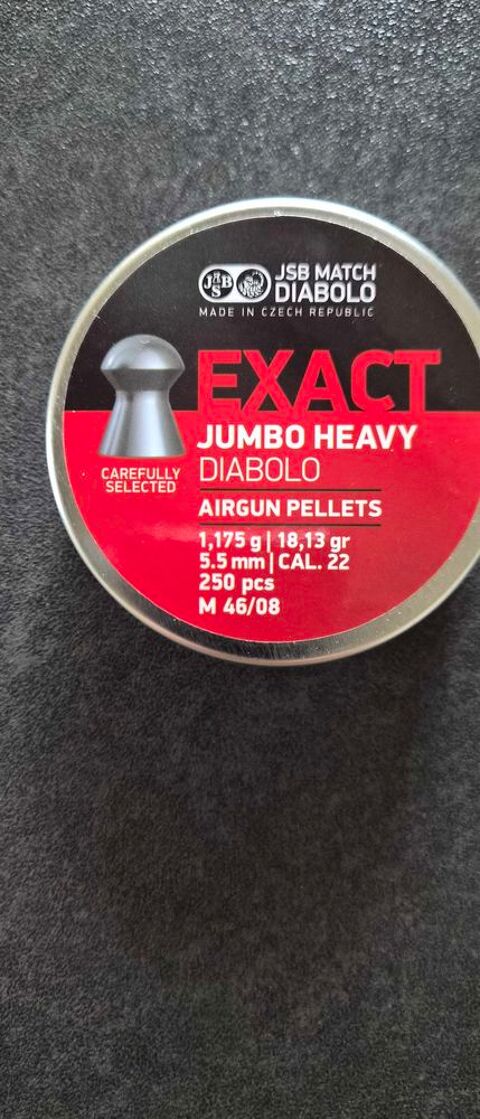 JSB
JSB MATCH
DIABOLO
MADE IN CZECH REPUBLIC
EXACT
JUMBO HEAVY
DIABOLO
CAREFULLY
SELECTED
AIRGUN PELLETS
1,175 g | 18,13 gr
5.5 mm | CAL. 22
250 pcs
M 46/08